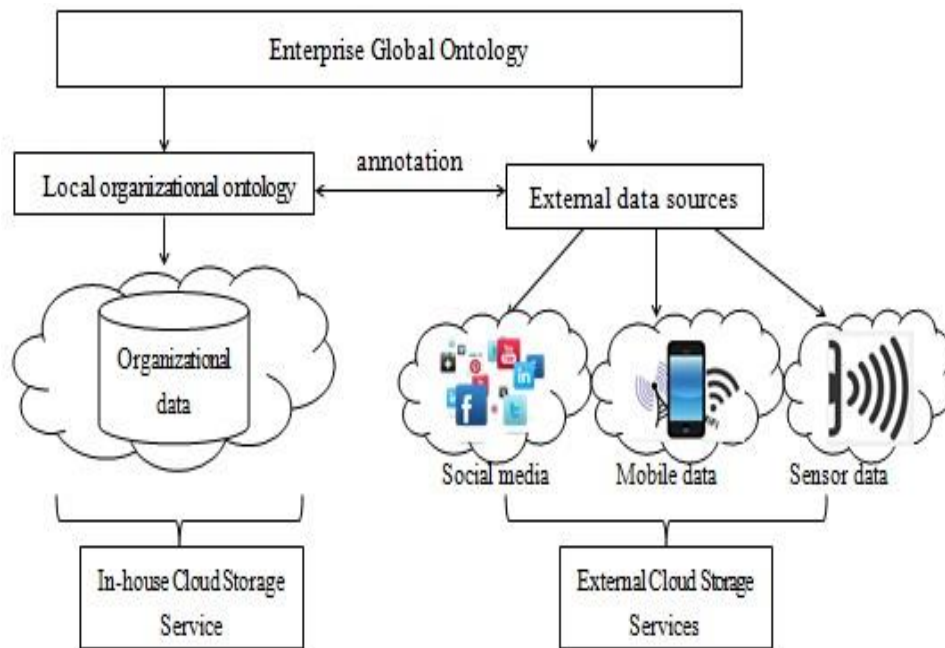 Enterprise Global Ontology
annotation
Local organizational ontology
External data sources
Organizational
data
Social media
Mobile data
Sensor data
In-house Cloud Storage
Service
External Cloud Storage
Services